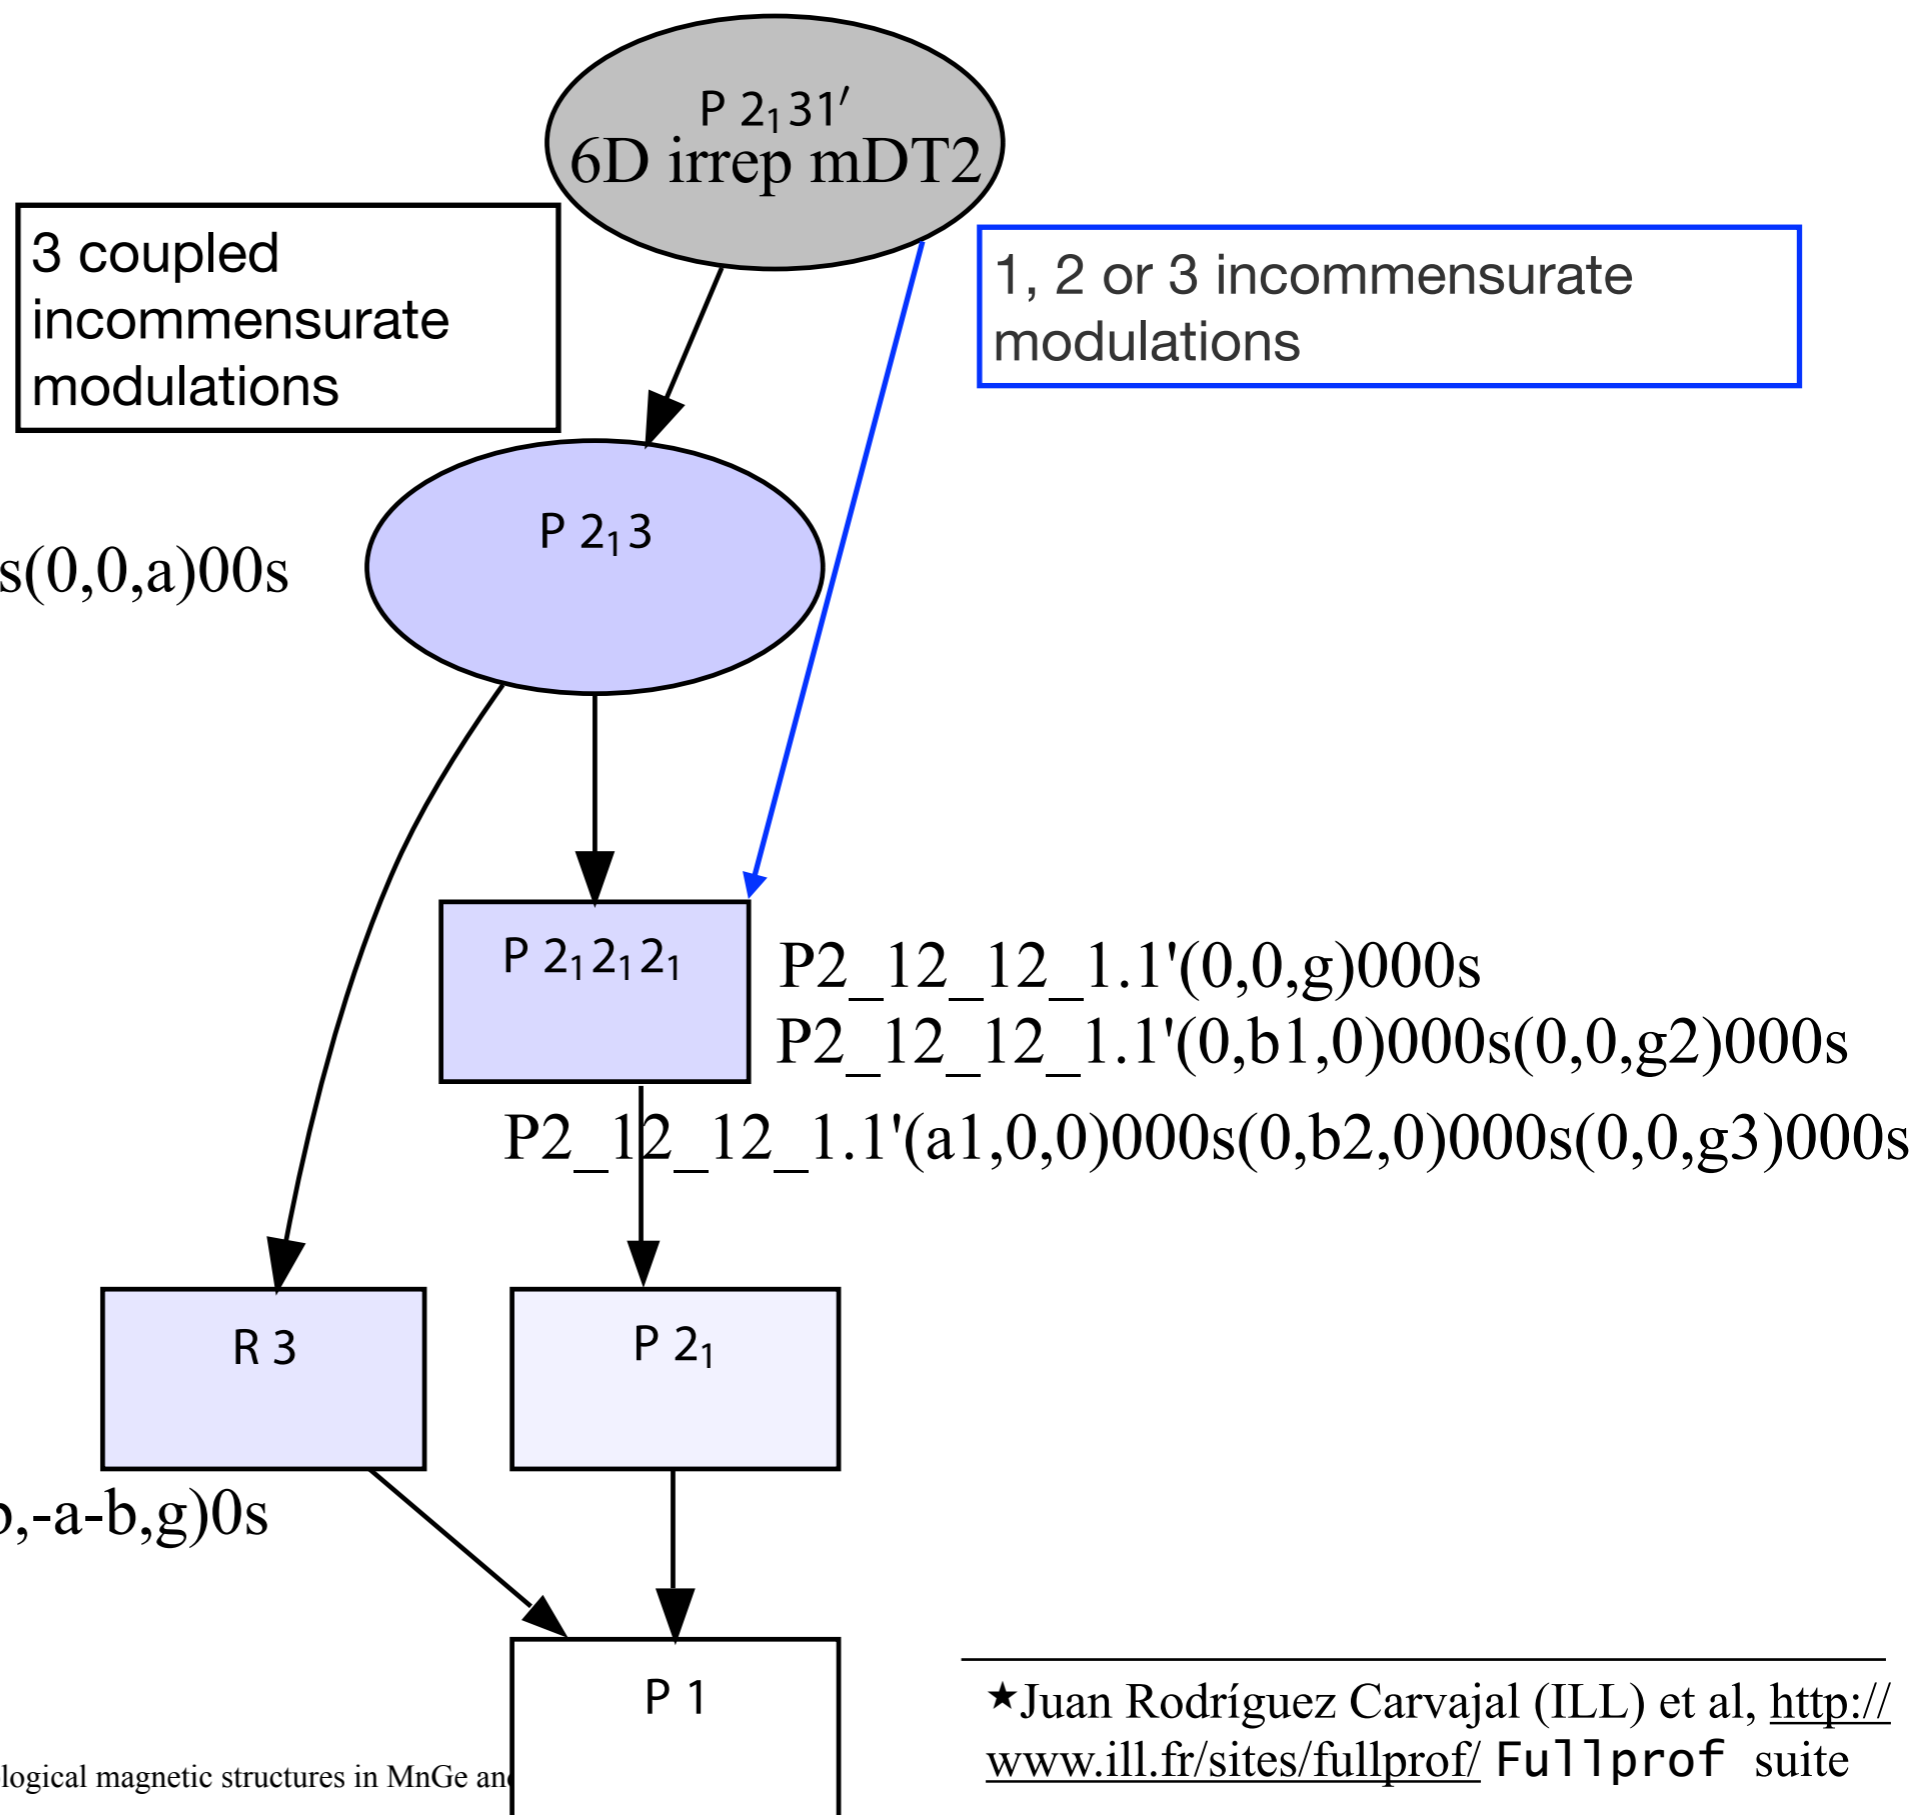 P 2₁31′
6D irrep mDT2
3 coupled
incommensurate
modulations
1, 2 or 3 incommensurate
modulations
P 2₁3
s(0,0,a)00s
P 2₁2₁2₁
P2_12_12_1.1'(0,0,g)000s
P2_12_12_1.1'(0,b1,0)000s(0,0,g2)000s
P2_12_12_1.1'(a1,0,0)000s(0,b2,0)000s(0,0,g3)000s
R 3
P 2₁
,-a-b,g)0s
P 1
★Juan Rodríguez Carvajal (ILL) et al, http://
www.ill.fr/sites/fullprof/ Fullprof suite
logical magnetic structures in MnGe an